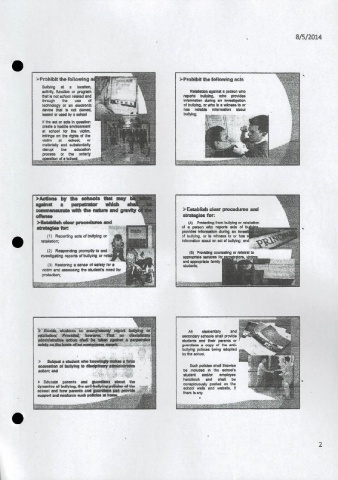 8/5/2014
>Prohibit the following
Bullying at a location,
activity, function or program
that is not school related and
through the use of
technology or an electronic
device that is not owned,
leased or used by a school
if the act or acts in question
create a hostile environment
at school for the victim,
infringe on the rights of the
victim at school, or
materially and substantially
disrupt the education
process or the orderly
operation of a school;
>Prohibit the following acts
Retaliation against a person who
reports bullying, who provides
information during an investigation
of bullying, or who is a witness to or
has reliable information about
bullying;
>Actions by the schools that may be taken
against a perpetrator which shall
commensurate with the nature and gravity of the
offense
>Establish clear procedures and
strategies for:
(1) Reporting acts of bullying or
retaliation;
(2) Responding promptly to and
investigating reports of bullying or
(3) Restoring a sense of safety for a
victim and assessing the student's need for
protection;
>Establish clear procedures and
strategies for:
(4) Protecting from bullying or retaliation
of a person who reports acts of
provides information during an
of bullying, or is witness to or has
information about an act of bullying; and
(5) Providing counseling or referral to
appropriate services for perpetrators, victims
and appropriate family
students.
> Enable students to anonymously report bullying or
retaliation: Provided, however, That no disciplinary
administrative action shall be taken against a perpetrator
solely on the basis of an anonymous report;
> Subject a student who knowingly makes a false
accusation of bullying to disciplinary administrative
action; and
> Educate parents and guardians about the
dynamics of bullying, the anti-bullying policies of the
school and how parents and guardians can provide
support and reinforce such policies at home.
All elementary and
secondary schools shall provide
students and their parents or
guardians a copy of the anti-
bullying policies being adopted
by the school.
Such policies shall likewise
be included in the school's
student and/or employee
handbook and shall be
conspicuously posted on the
school walls and website, if
there is any.
2